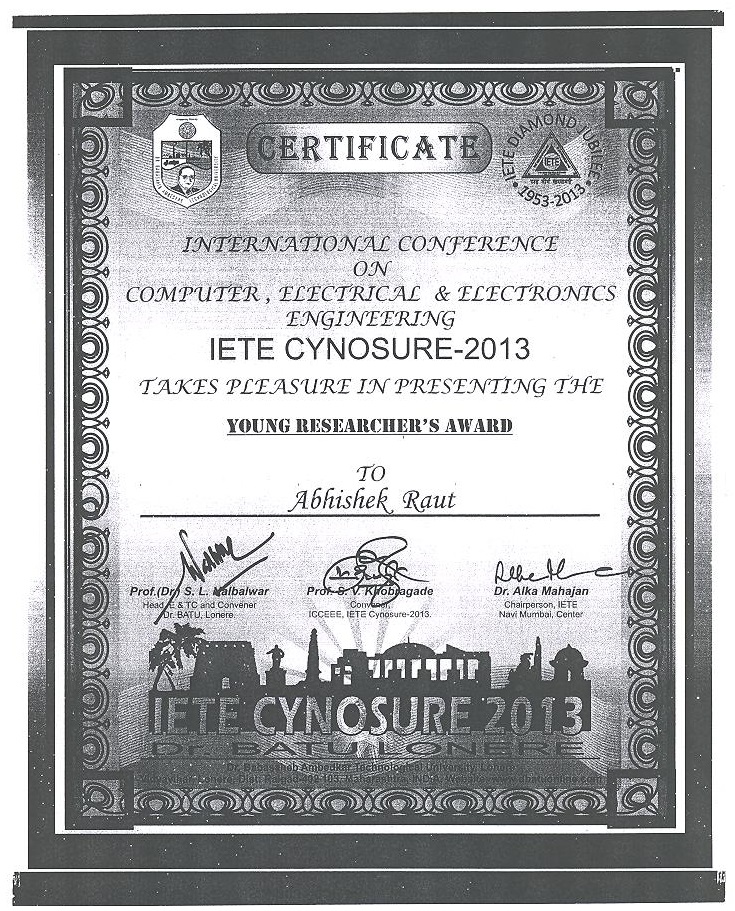 CERTIFICATE
IETE DIAMOND JUBILEE
IETE
1953-2013
INTERNATIONAL CONFERENCE
ON
COMPUTER , ELECTRICAL & ELECTRONICS
ENGINEERING
IETE CYNOSURE-2013
TAKES PLEASURE IN PRESENTING THE
YOUNG RESEARCHER'S AWARD
TO
Abhishek Raut
Prof.(Dr) S. L. Nalbalwar
Head, E & TC and Convener
Dr. BATU, Lonere.
Prof. S. V. Khobragade
Convener,
ICCEEE, IETE Cynosure-2013.
Dr. Alka Mahajan
Chairperson, IETE
Navi Mumbai, Center
IETE CYNOSURE 2013
Dr. BATU LONERE
Dr. Babasaheb Ambedkar Technological University, Lonere
Vidyavihar, Lonere, Dist. Raigad-402 103, Maharashtra, INDIA. Website: www.dbatuonline.com